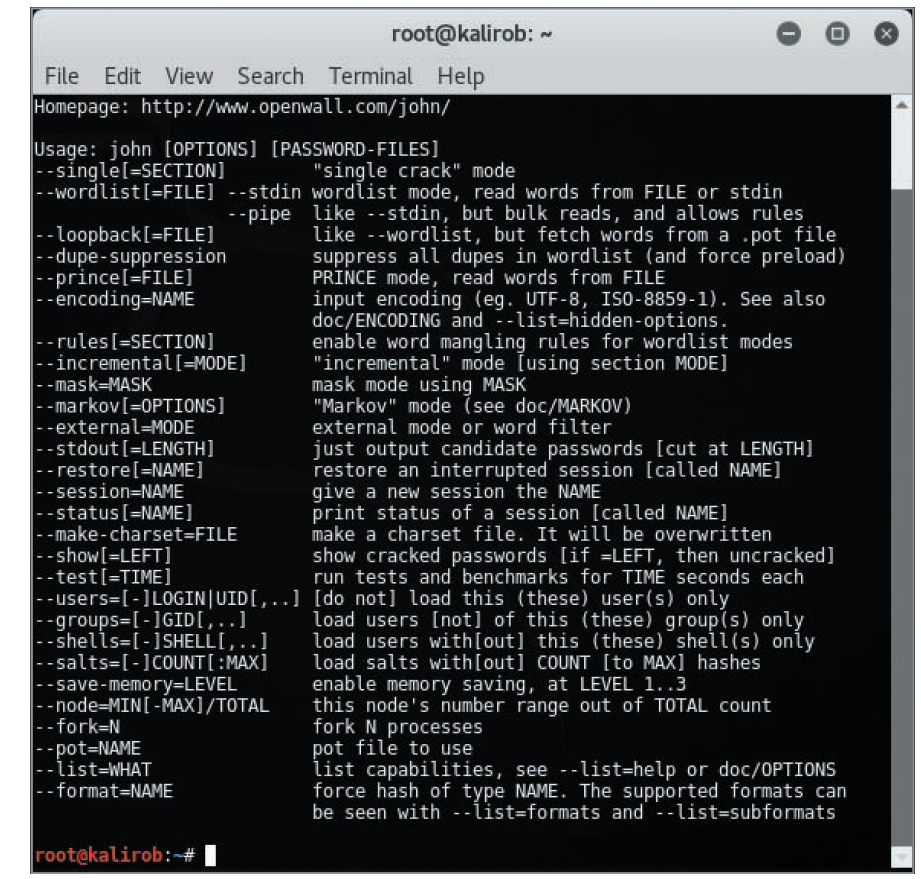 root@kalirob: ~
File Edit View Search Terminal Help
Homepage: http://www.openwall.com/john/
Usage: john [OPTIONS] [PASSWORD-FILES]
--single[=SECTION] "single crack" mode
--wordlist[=FILE] --stdin wordlist mode, read words from FILE or stdin
--pipe like --stdin, but bulk reads, and allows rules
--loopback[=FILE] like --wordlist, but fetch words from a .pot file
--dupe-suppression suppress all dupes in wordlist (and force preload)
--prince[=FILE] PRINCE mode, read words from FILE
--encoding=NAME input encoding (eg. UTF-8, ISO-8859-1). See also
doc/ENCODING and --list=hidden-options.
--rules[=SECTION] enable word mangling rules for wordlist modes
--incremental[=MODE] "incremental" mode [using section MODE]
--mask=MASK mask mode using MASK
--markov[=OPTIONS] "Markov" mode (see doc/MARKOV)
--external=MODE external mode or word filter
--stdout[=LENGTH] just output candidate passwords [cut at LENGTH]
--restore[=NAME] restore an interrupted session [called NAME]
--session=NAME give a new session the NAME
--status[=NAME] print status of a session [called NAME]
--make-charset=FILE make a charset file. It will be overwritten
--show[=LEFT] show cracked passwords [if =LEFT, then uncracked]
--test[=TIME] run tests and benchmarks for TIME seconds each
--users=[-]LOGIN|UID[,..] [do not] load this (these) user(s) only
--groups=[-]GID[,..] load users [not] of this (these) group(s) only
--shells=[-]SHELL[,..] load users with[out] this (these) shell(s) only
--salts=[-]COUNT[:MAX] load salts with[out] COUNT [to MAX] hashes
--save-memory=LEVEL enable memory saving, at LEVEL 1..3
--node=MIN[-MAX]/TOTAL this node's number range out of TOTAL count
--fork=N fork N processes
--pot=NAME pot file to use
--list=WHAT list capabilities, see --list=help or doc/OPTIONS
--format=NAME force hash of type NAME. The supported formats can
be seen with --list=formats and --list=subformats
root@kalirob:~#